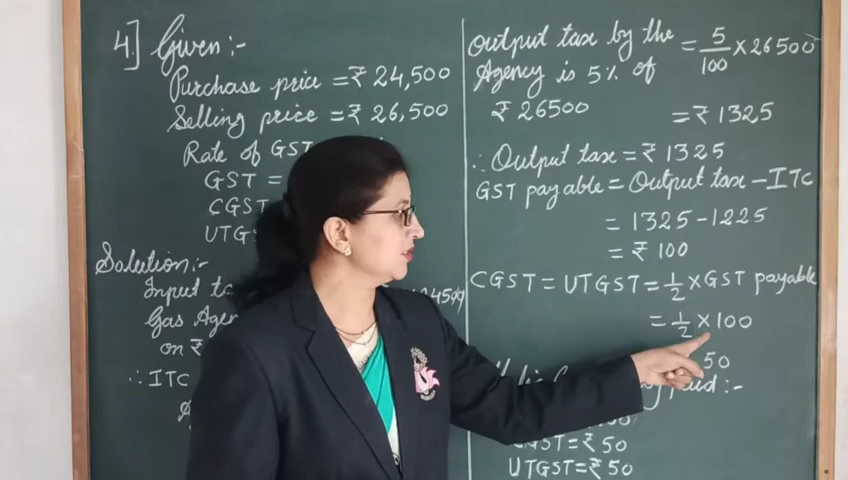 4.] Given :-
Purchase price = ₹ 24,500
Selling price = ₹ 26,500
Rate of GST
GST =
CGST
UTGS
Solution :-
Input ta
Gas Agen
on ₹
∴ ITC
Output tax by the
Agency is 5% of
₹ 26500
= 5/100 × 26500
= ₹ 1325
∴ Output tax = ₹ 1325
GST payable = Output tax - ITC
= 1325 - 1225
= ₹ 100
CGST = UTGST = 1/2 × GST payable
= 1/2 × 100
50
paid :-
CGST = ₹ 50
UTGST = ₹ 50